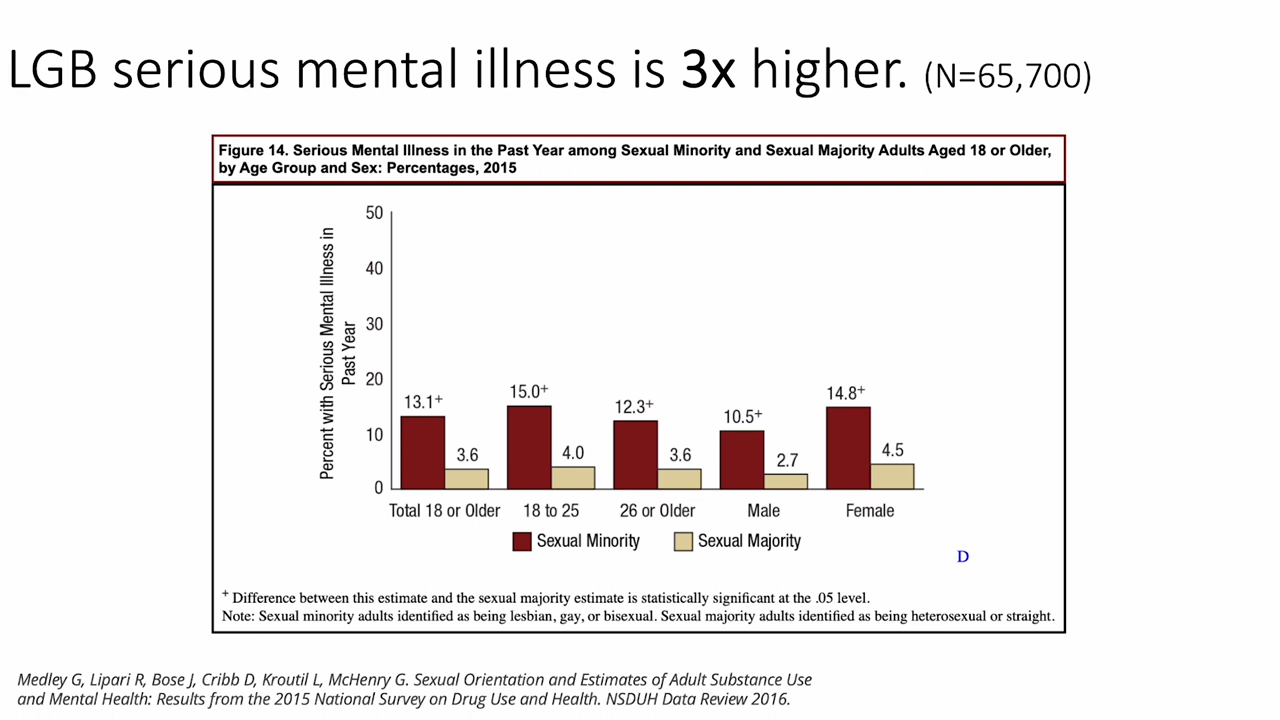 LGB serious mental illness is 3x higher. (N=65,700)
Figure 14. Serious Mental Illness in the Past Year among Sexual Minority and Sexual Majority Adults Aged 18 or Older,
by Age Group and Sex: Percentages, 2015
Percent with Serious Mental Illness in
Past Year
50
40
30
20
10
0
13.1+
3.6
15.0+
4.0
12.3+
3.6
10.5+
2.7
14.8+
4.5
Total 18 or Older
18 to 25
26 or Older
Male
Female
Sexual Minority
Sexual Majority
D
+ Difference between this estimate and the sexual majority estimate is statistically significant at the .05 level.
Note: Sexual minority adults identified as being lesbian, gay, or bisexual. Sexual majority adults identified as being heterosexual or straight.
Medley G, Lipari R, Bose J, Cribb D, Kroutil L, McHenry G. Sexual Orientation and Estimates of Adult Substance Use
and Mental Health: Results from the 2015 National Survey on Drug Use and Health. NSDUH Data Review 2016.